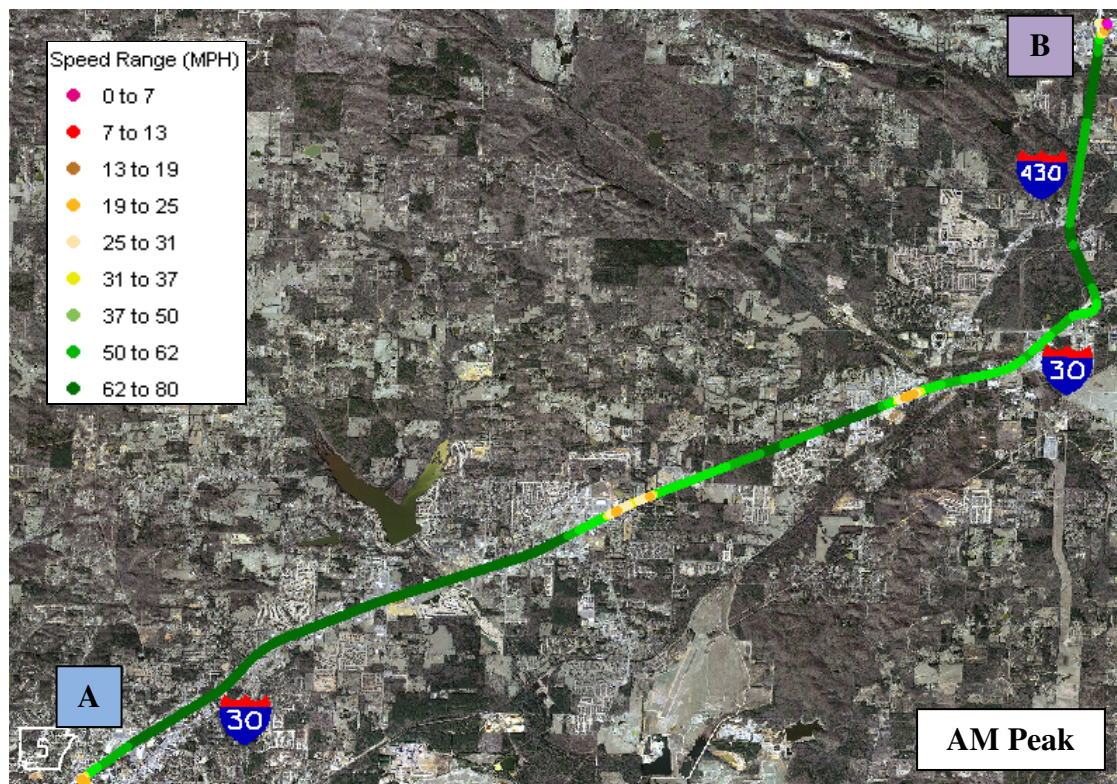 B
Speed Range (MPH)
0 to 7
7 to 13
13 to 19
19 to 25
25 to 31
31 to 37
37 to 50
50 to 62
62 to 80
430
30
A
30
5
AM Peak